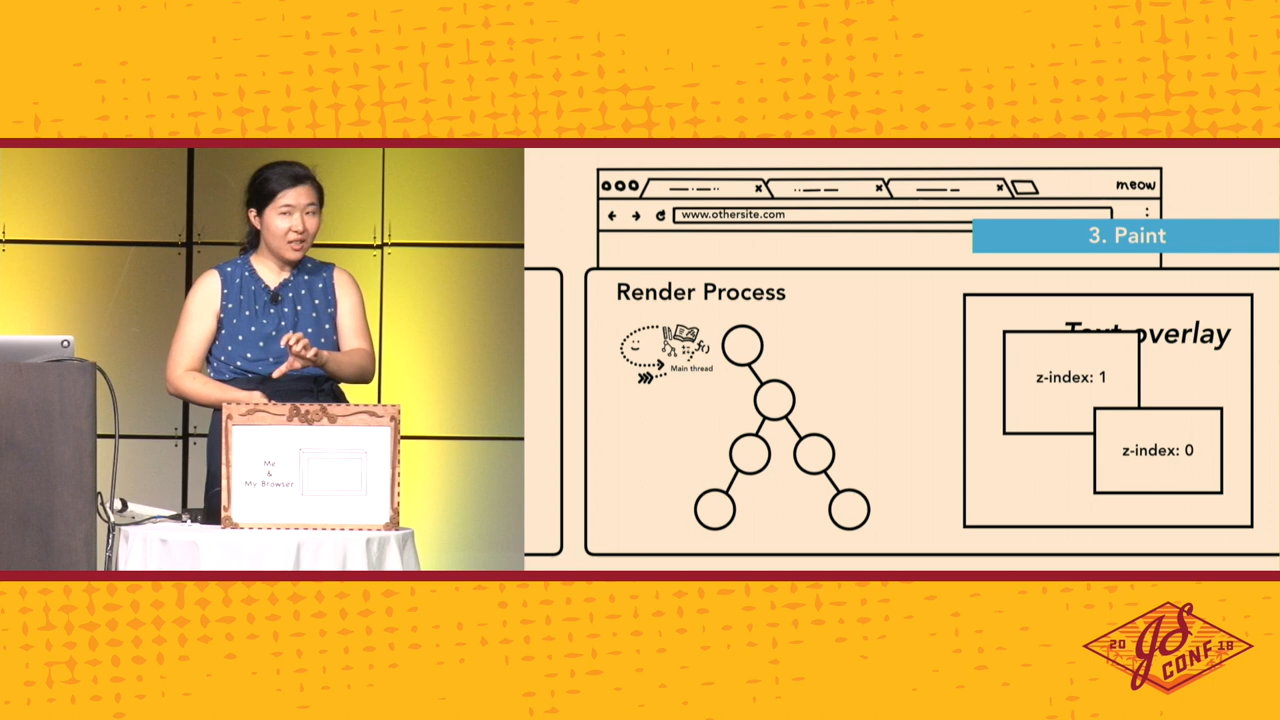 Me
&
My Browser
meow
www.othersite.com
3. Paint
Render Process
Main thread
Text overlay
z-index: 1
z-index: 0
20 JS 18
CONF